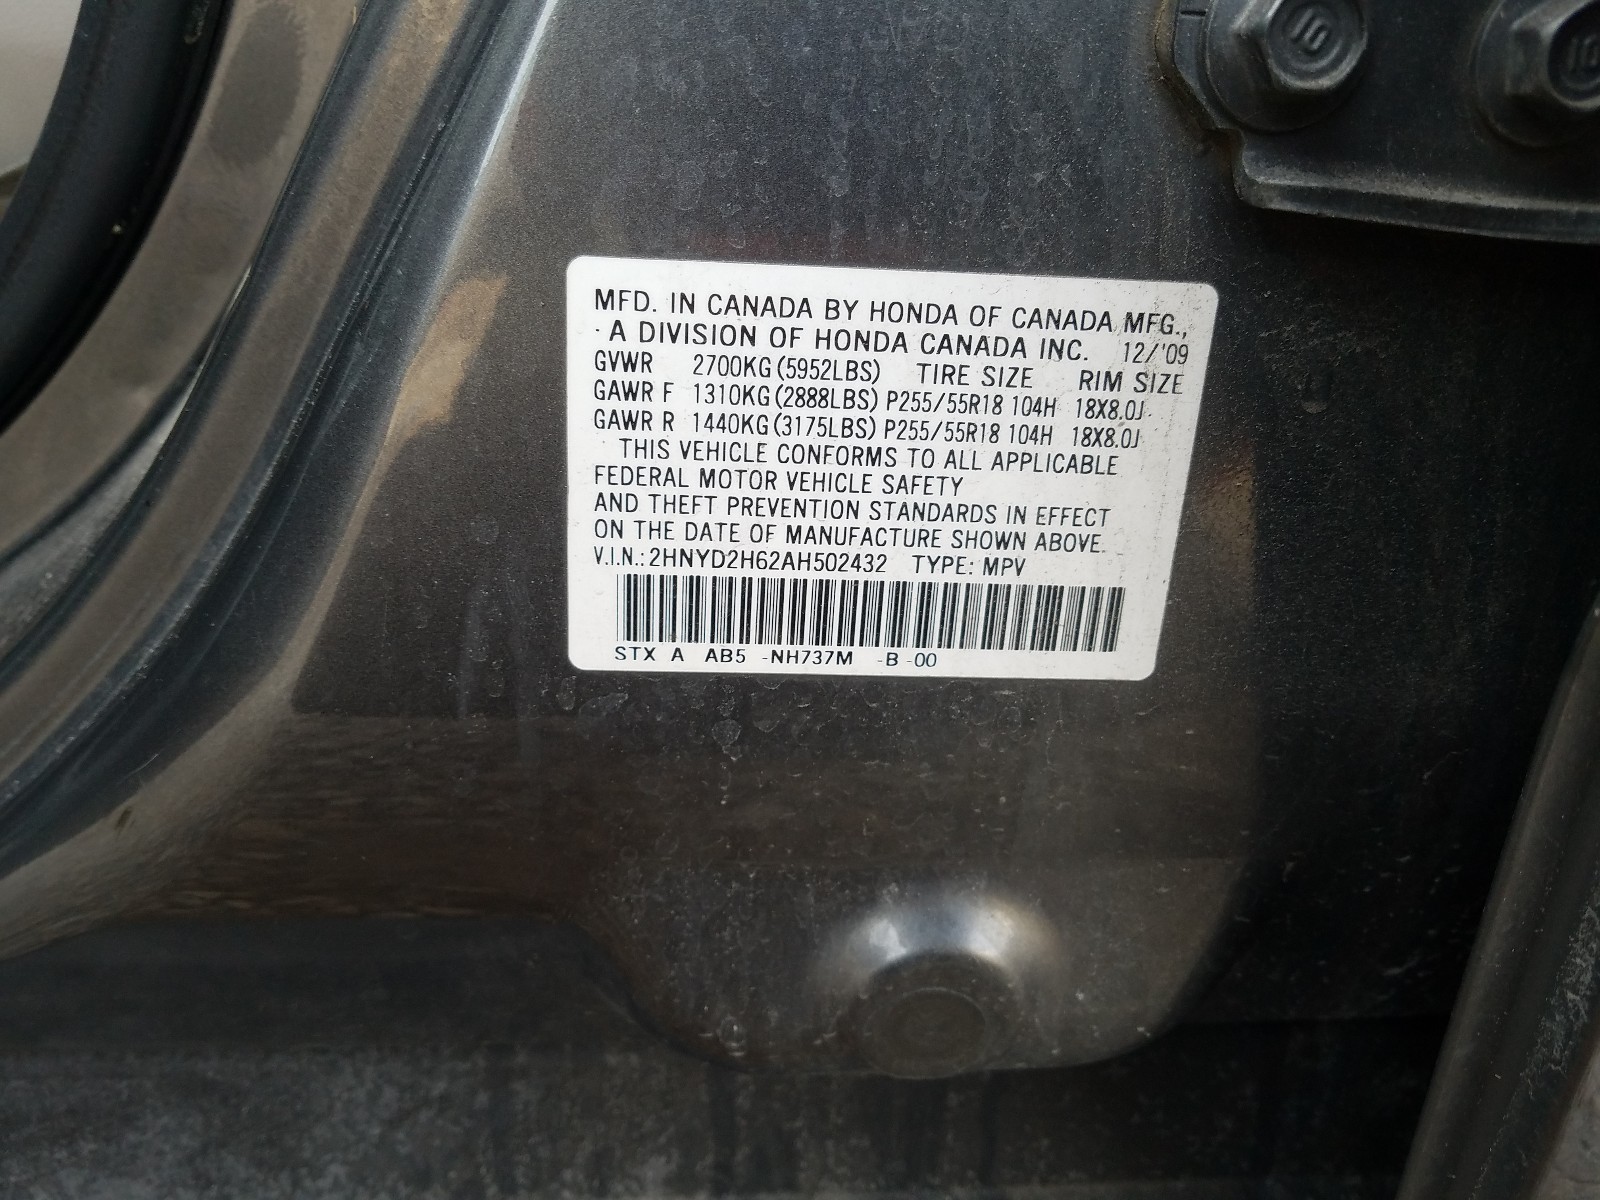 MFD. IN CANADA BY HONDA OF CANADA MFG.,
A DIVISION OF HONDA CANADA INC. 12/'09
GVWR 2700KG (5952LBS) TIRE SIZE RIM SIZE
GAWR F 1310KG (2888LBS) P255/55R18 104H 18X8.0J
GAWR R 1440KG (3175LBS) P255/55R18 104H 18X8.0J
THIS VEHICLE CONFORMS TO ALL APPLICABLE
FEDERAL MOTOR VEHICLE SAFETY
AND THEFT PREVENTION STANDARDS IN EFFECT
ON THE DATE OF MANUFACTURE SHOWN ABOVE.
V.I.N.: 2HNYD2H62AH502432 TYPE: MPV
STX A AB5 -NH737M -B -00